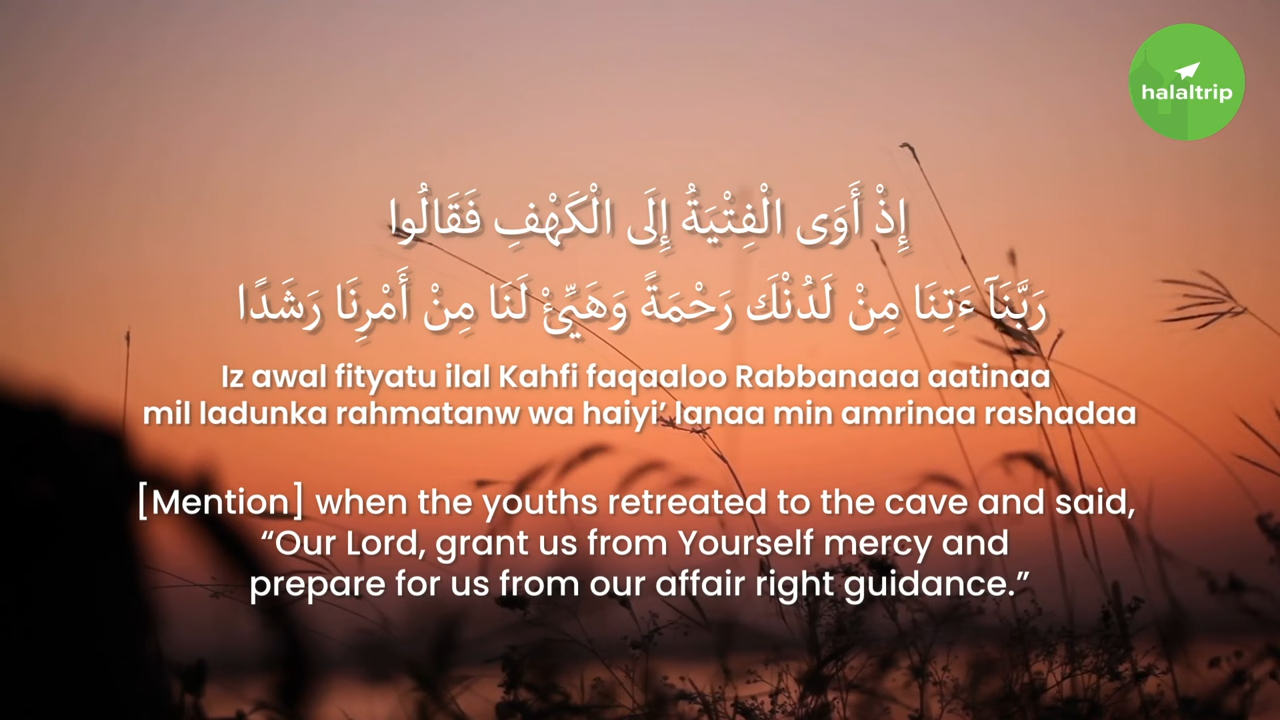 halaltrip
إِذْ أَوَى الْفِتْيَةُ إِلَى الْكَهْفِ فَقَالُوا
رَبَّنَآ ءَتِنَا مِنْ لَدُنْكَ رَحْمَةً وَهَيِّئْ لَنَا مِنْ أَمْرِنَا رَشَدًا
Iz awal fityatu ilal Kahfi faqaaloo Rabbanaaa aatinaa
mil ladunka rahmatanw wa haiyi’ lanaa min amrinaa rashadaa
[Mention] when the youths retreated to the cave and said,
“Our Lord, grant us from Yourself mercy and
prepare for us from our affair right guidance.”